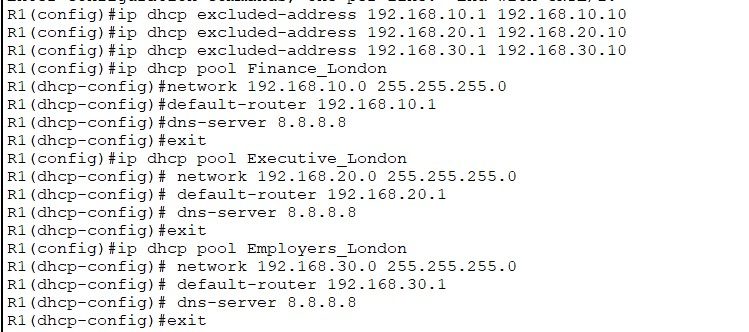 R1(config)#ip dhcp excluded-address 192.168.10.1 192.168.10.10
R1(config)#ip dhcp excluded-address 192.168.20.1 192.168.20.10
R1(config)#ip dhcp excluded-address 192.168.30.1 192.168.30.10
R1(config)#ip dhcp pool Finance_London
R1(dhcp-config)#network 192.168.10.0 255.255.255.0
R1(dhcp-config)#default-router 192.168.10.1
R1(dhcp-config)#dns-server 8.8.8.8
R1(dhcp-config)#exit
R1(config)#ip dhcp pool Executive_London
R1(dhcp-config)# network 192.168.20.0 255.255.255.0
R1(dhcp-config)# default-router 192.168.20.1
R1(dhcp-config)# dns-server 8.8.8.8
R1(dhcp-config)#exit
R1(config)#ip dhcp pool Employers_London
R1(dhcp-config)# network 192.168.30.0 255.255.255.0
R1(dhcp-config)# default-router 192.168.30.1
R1(dhcp-config)# dns-server 8.8.8.8
R1(dhcp-config)#exit